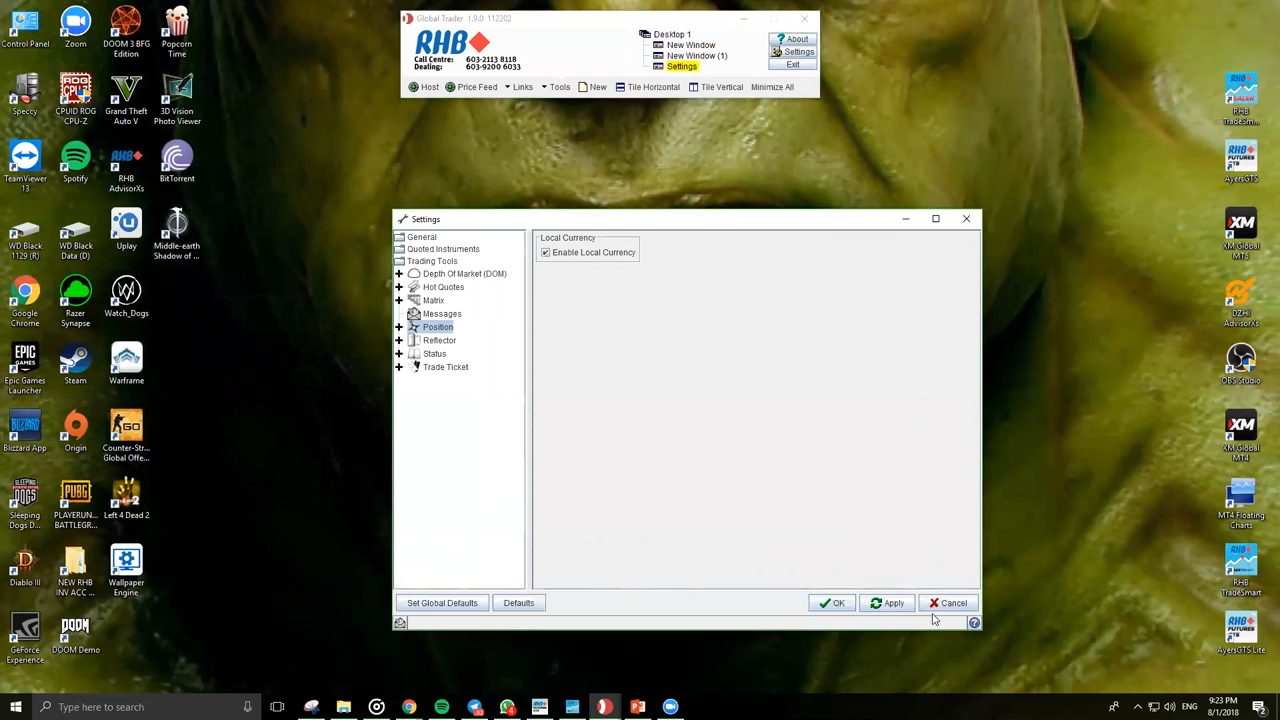 Control Panel
Zoom
DOOM 3 BFG
Edition
Popcorn
Time
Speccy
CPUID ROG
CPU-Z
Grand Theft
Auto V
3D Vision
Photo Viewer
TeamViewer
13
Spotify
RHB
AdvisorXs
BitTorrent
WD Black
1129 (R)
WD Black
Data (D)
Uplay
Middle-earth
Shadow of ...
Google
Chrome
Razer
Synapse
Watch_Dogs
Epic Games
Launcher
Steam
Warframe
Blizzard App
Origin
Counter-Str...
Global Offe...
Sleeping
Dogs D...
PLAYERUN...
BATTLEGR...
Left 4 Dead 2
Diablo III
NEW RHB
INV ACC ...
Wallpaper
Engine
GeForce
Experience
DOOM Demo
Global Trader 1.9.0 112202
RHB
Call Centre: 603-2113 8118
Dealing: 603-9200 6033
Desktop 1
New Window
New Window (1)
Settings
About
Settings
Exit
Host
Price Feed
Links
Tools
New
Tile Horizontal
Tile Vertical
Minimize All
Settings
General
Quoted Instruments
Trading Tools
Depth Of Market (DOM)
Hot Quotes
Matrix
Messages
Position
Reflector
Status
Trade Ticket
Local Currency
Enable Local Currency
Set Global Defaults
Defaults
OK
Apply
Cancel
RHB
TradeSm...
AyersGTS
XM Global
MT5
DZHI
AdvisorXs
OBS Studio
XM Global
MT4
MT4 Floating
Charts
RHB
TradeSmart
AyersGTS Lite
Type here to search
ENG
9:23 PM
8/1/2018